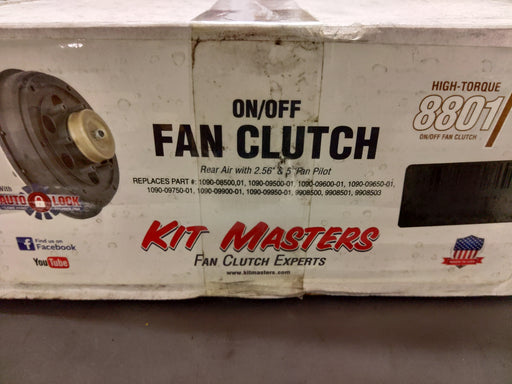 HIGH-TORQUE
8801
ON/OFF FAN CLUTCH
ON/OFF
FAN CLUTCH
Rear Air with 2.56" & 5" Fan Pilot
REPLACES PART #: 1090-08500,01, 1090-09500-01, 1090-09600-01, 1090-09650-01,
1090-09750-01, 1090-09900-01, 1090-09950-01, 9908500, 9908501, 9908503
With
AUTO LOCK
Find us on
Facebook
YouTube
KIT MASTERS
FAN CLUTCH EXPERTS
www.kitmasters.com